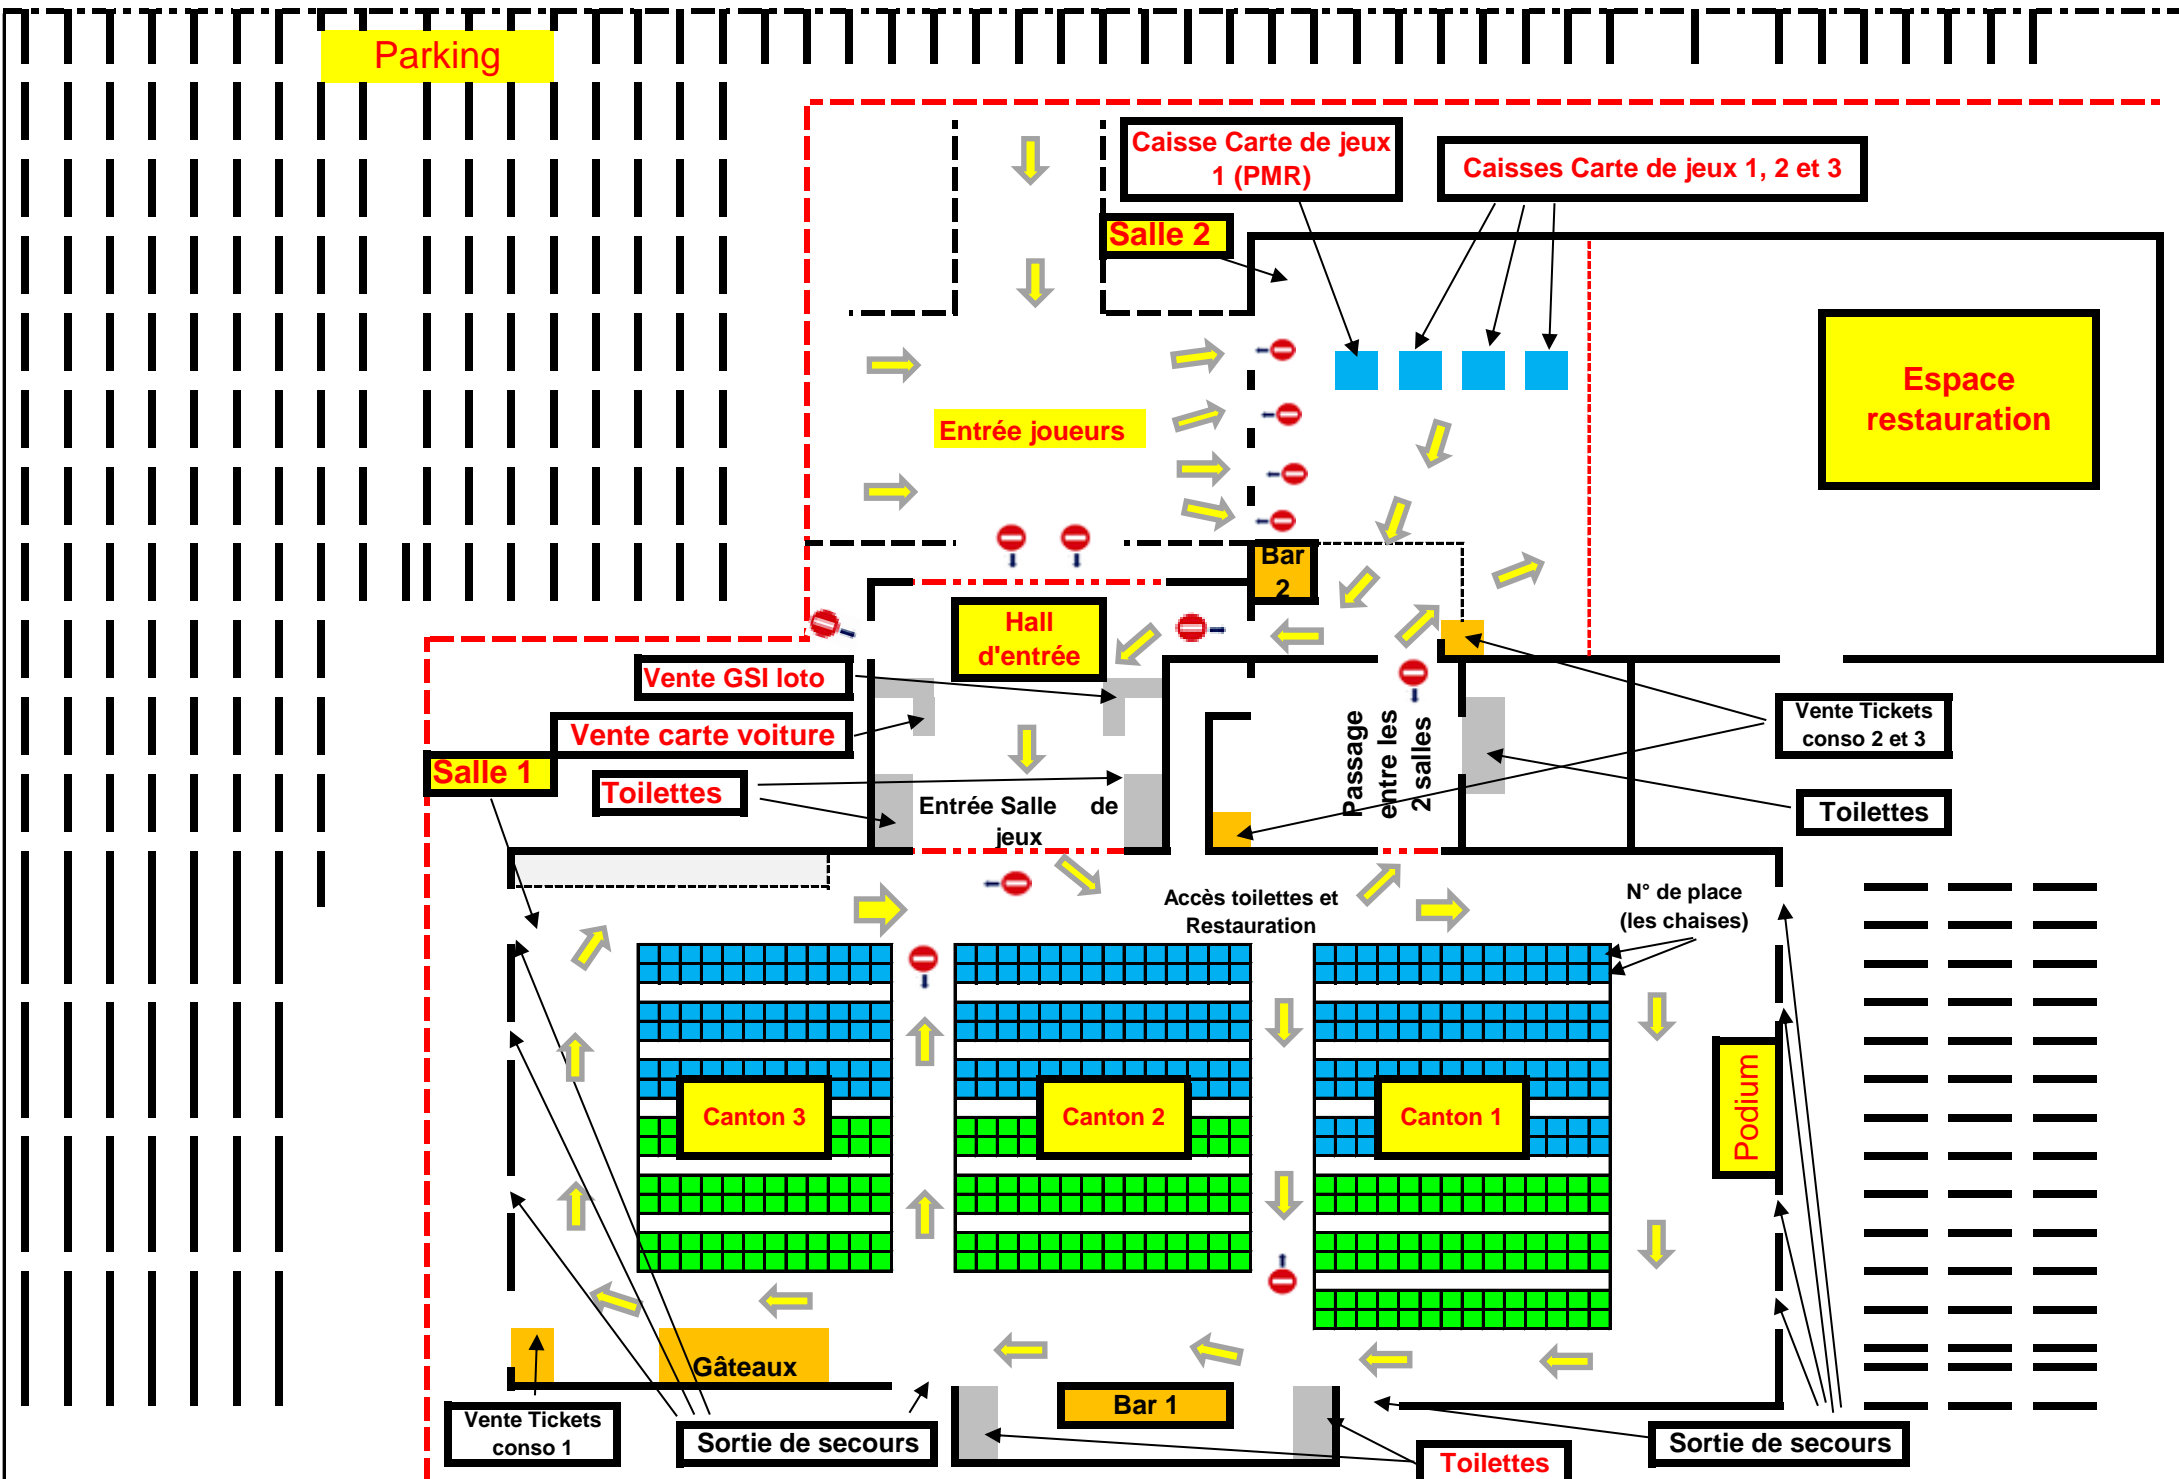 Parking
Caisse Carte de jeux
1 (PMR)
Caisses Carte de jeux 1, 2 et 3
Salle 2
Espace
restauration
Entrée joueurs
Bar
2
Hall
d'entrée
Vente GSI loto
Vente carte voiture
Salle 1
Toilettes
Entrée Salle de
jeux
Passage
entre les
2 salles
Vente Tickets
conso 2 et 3
Toilettes
Accès toilettes et
Restauration
N° de place
(les chaises)
Canton 3
Canton 2
Canton 1
Podium
Gâteaux
Bar 1
Vente Tickets
conso 1
Sortie de secours
Toilettes
Sortie de secours